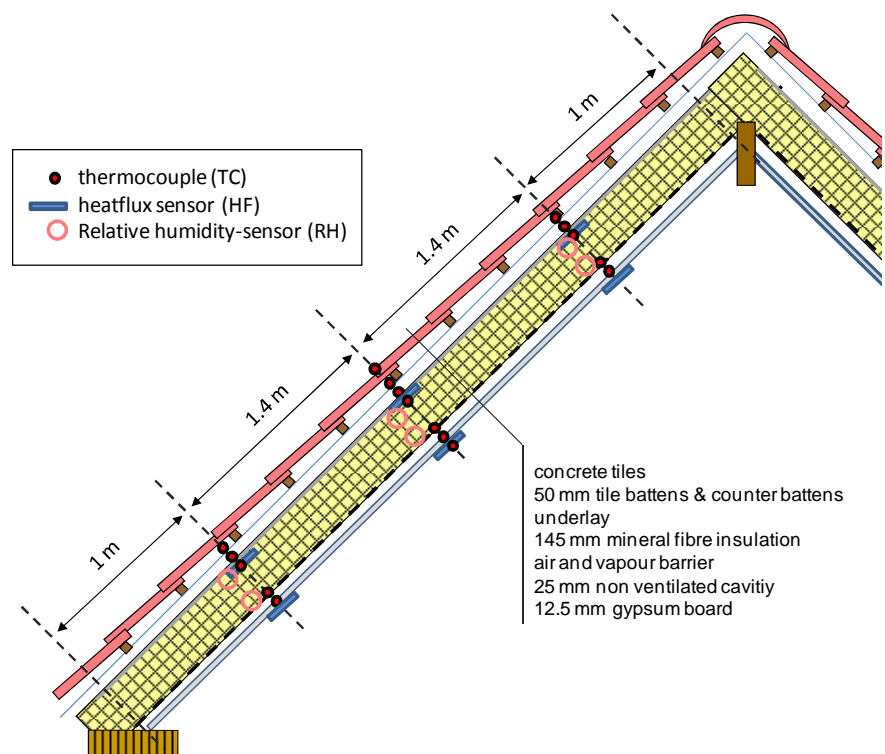 1 m
1.4 m
1.4 m
1 m
thermocouple (TC)
heatflux sensor (HF)
Relative humidity-sensor (RH)
concrete tiles
50 mm tile battens & counter battens
underlay
145 mm mineral fibre insulation
air and vapour barrier
25 mm non ventilated cavitiy
12.5 mm gypsum board